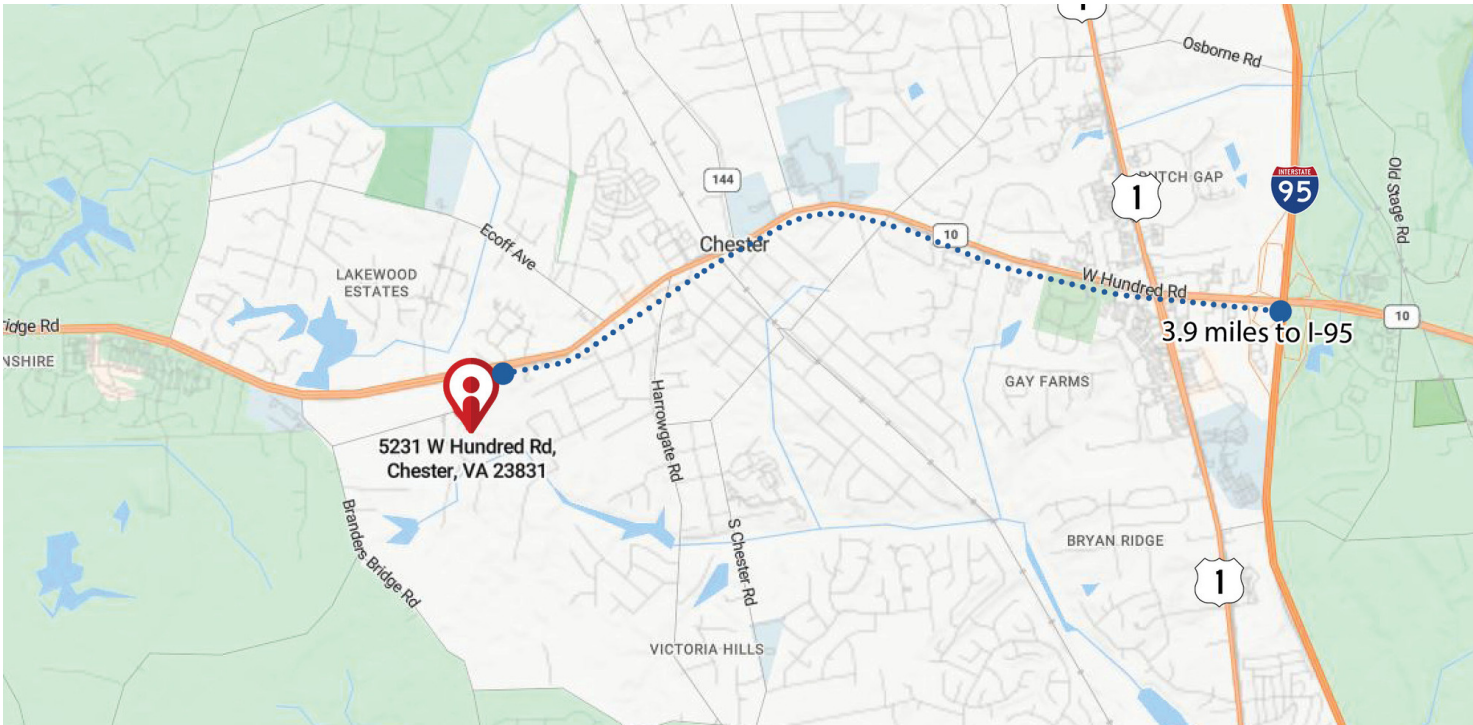 1
Osborne Rd
144
DUTCH GAP
1
INTERSTATE
95
Old Stage Rd
Ecoff Ave
Chester
10
LAKEWOOD
ESTATES
W Hundred Rd
10
idge Rd
3.9 miles to I-95
NSHIRE
GAY FARMS
Harrowgate Rd
5231 W Hundred Rd,
Chester, VA 23831
Branders Bridge Rd
S Chester Rd
BRYAN RIDGE
1
VICTORIA HILLS